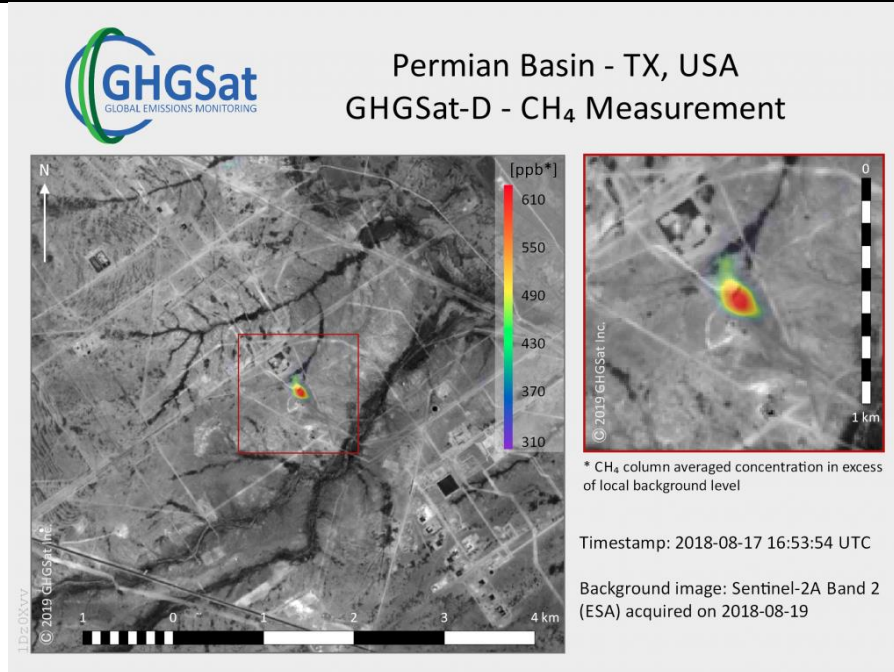 GHGSat
GLOBAL EMISSIONS MONITORING
Permian Basin - TX, USA
GHGSat-D - CH₄ Measurement
N
[ppb*]
610
550
490
430
370
310
© 2019 GHGSat Inc.
1 0 1 2 3 4 km
1bz0Xyv
0
1 km
© 2019 GHGSat Inc.
* CH₄ column averaged concentration in excess
of local background level
Timestamp: 2018-08-17 16:53:54 UTC
Background image: Sentinel-2A Band 2
(ESA) acquired on 2018-08-19